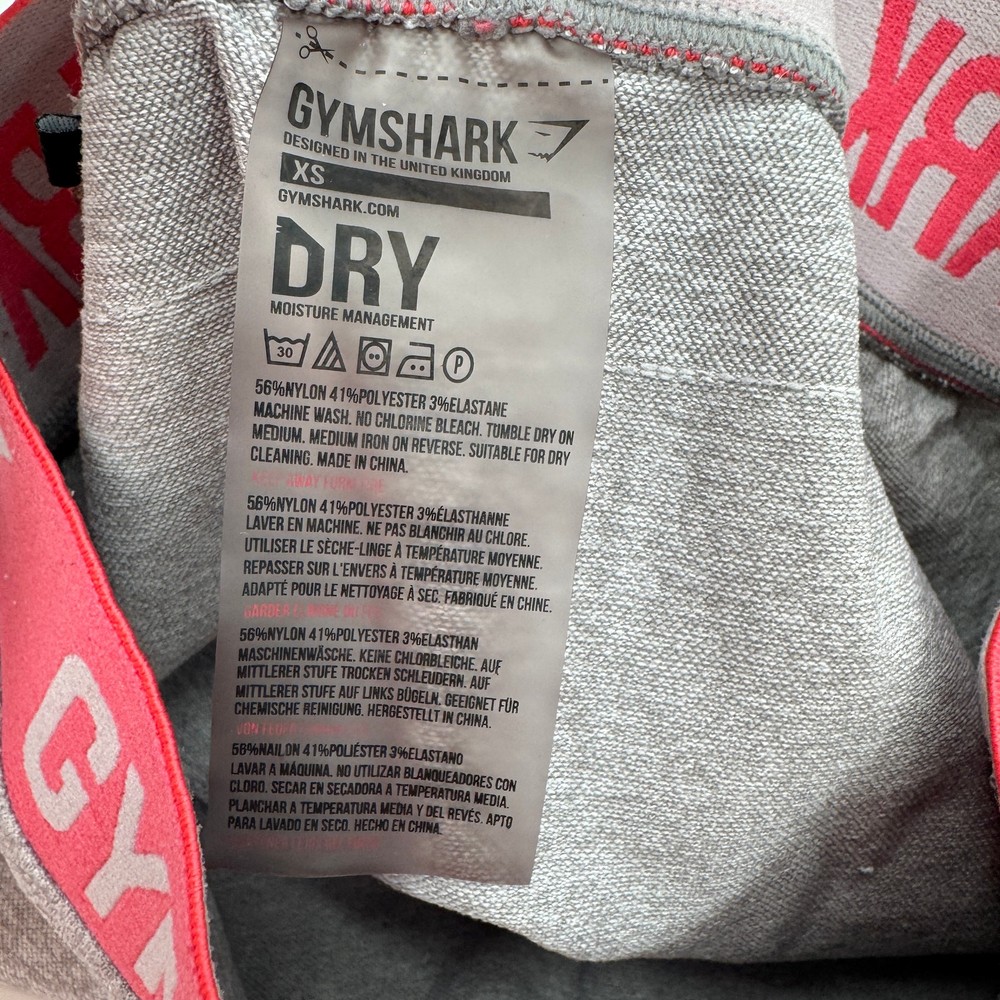 GYMSHARK
DESIGNED IN THE UNITED KINGDOM
XS
GYMSHARK.COM
DRY
MOISTURE MANAGEMENT
30
P
56%NYLON 41%POLYESTER 3%ELASTANE
MACHINE WASH. NO CHLORINE BLEACH. TUMBLE DRY ON
MEDIUM. MEDIUM IRON ON REVERSE. SUITABLE FOR DRY
CLEANING. MADE IN CHINA.
KEEP AWAY FROM FIRE
56%NYLON 41%POLYESTER 3%ÉLASTHANNE
LAVER EN MACHINE. NE PAS BLANCHIR AU CHLORE.
UTILISER LE SÈCHE-LINGE À TEMPÉRATURE MOYENNE.
REPASSER SUR L'ENVERS À TEMPÉRATURE MOYENNE.
ADAPTÉ POUR LE NETTOYAGE À SEC. FABRIQUÉ EN CHINE.
56%NYLON 41%POLYESTER 3%ELASTHAN
MASCHINENWÄSCHE. KEINE CHLORBLEICHE. AUF
MITTLERER STUFE TROCKEN SCHLEUDERN. AUF
MITTLERER STUFE AUF LINKS BÜGELN. GEEIGNET FÜR
CHEMISCHE REINIGUNG. HERGESTELLT IN CHINA.
56%NAILON 41%POLIÉSTER 3%ELASTANO
LAVAR A MÁQUINA. NO UTILIZAR BLANQUEADORES CON
CLORO. SECAR EN SECADORA A TEMPERATURA MEDIA.
PLANCHAR A TEMPERATURA MEDIA Y DEL REVÉS. APTO
PARA LAVADO EN SECO. HECHO EN CHINA.
GYM
ARK